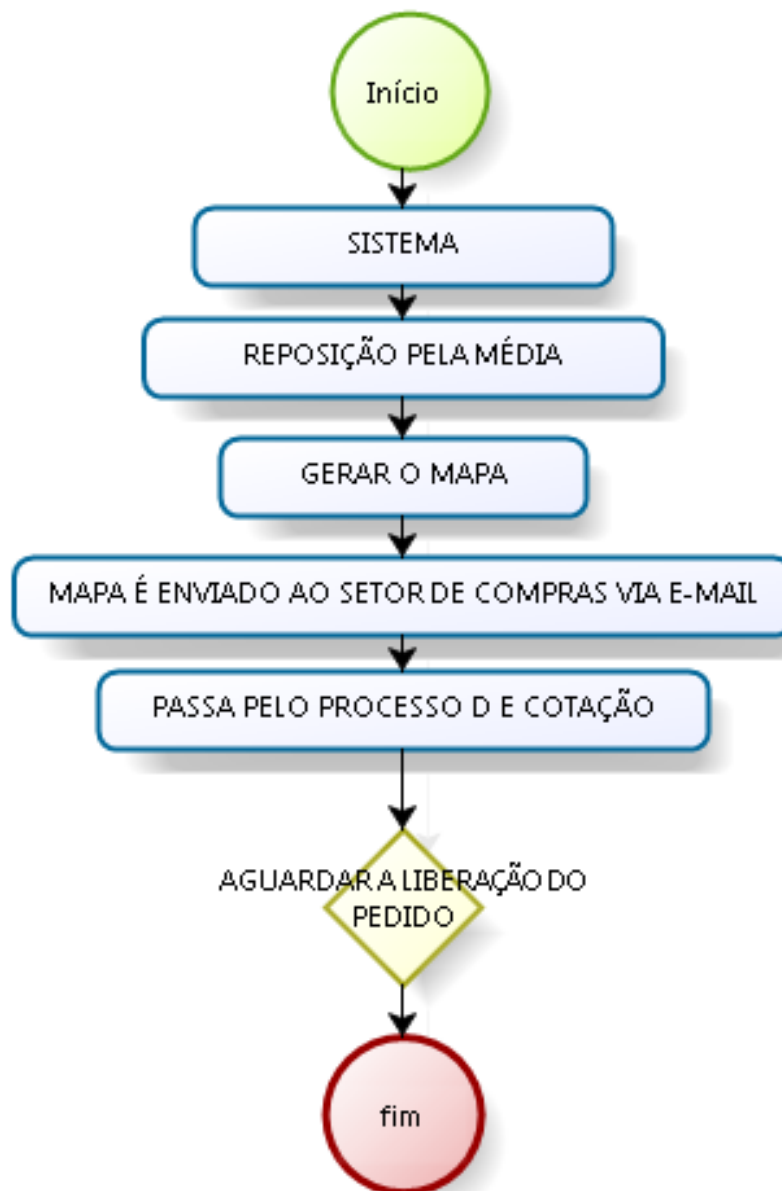 Início
SISTEMA
REPOSIÇÃO PELA MÉDIA
GERAR O MAPA
MAPA É ENVIADO AO SETOR DE COMPRAS VIA E-MAIL
PASSA PELO PROCESSO D E COTAÇÃO
AGUARDAR A LIBERAÇÃO DO
PEDIDO
fim